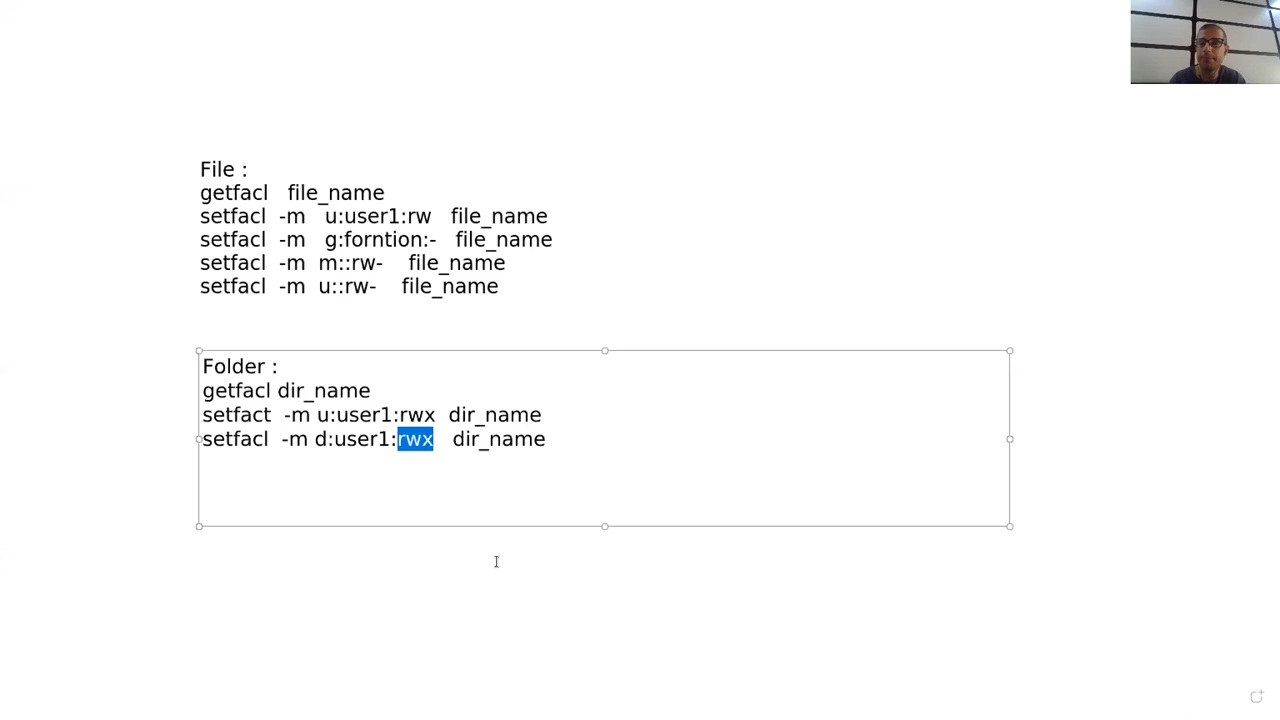 File :
getfacl file_name
setfacl -m u:user1:rw file_name
setfacl -m g:forntion:- file_name
setfacl -m m::rw- file_name
setfacl -m u::rw- file_name
Folder :
getfacl dir_name
setfact -m u:user1:rwx dir_name
setfacl -m d:user1:rwx dir_name